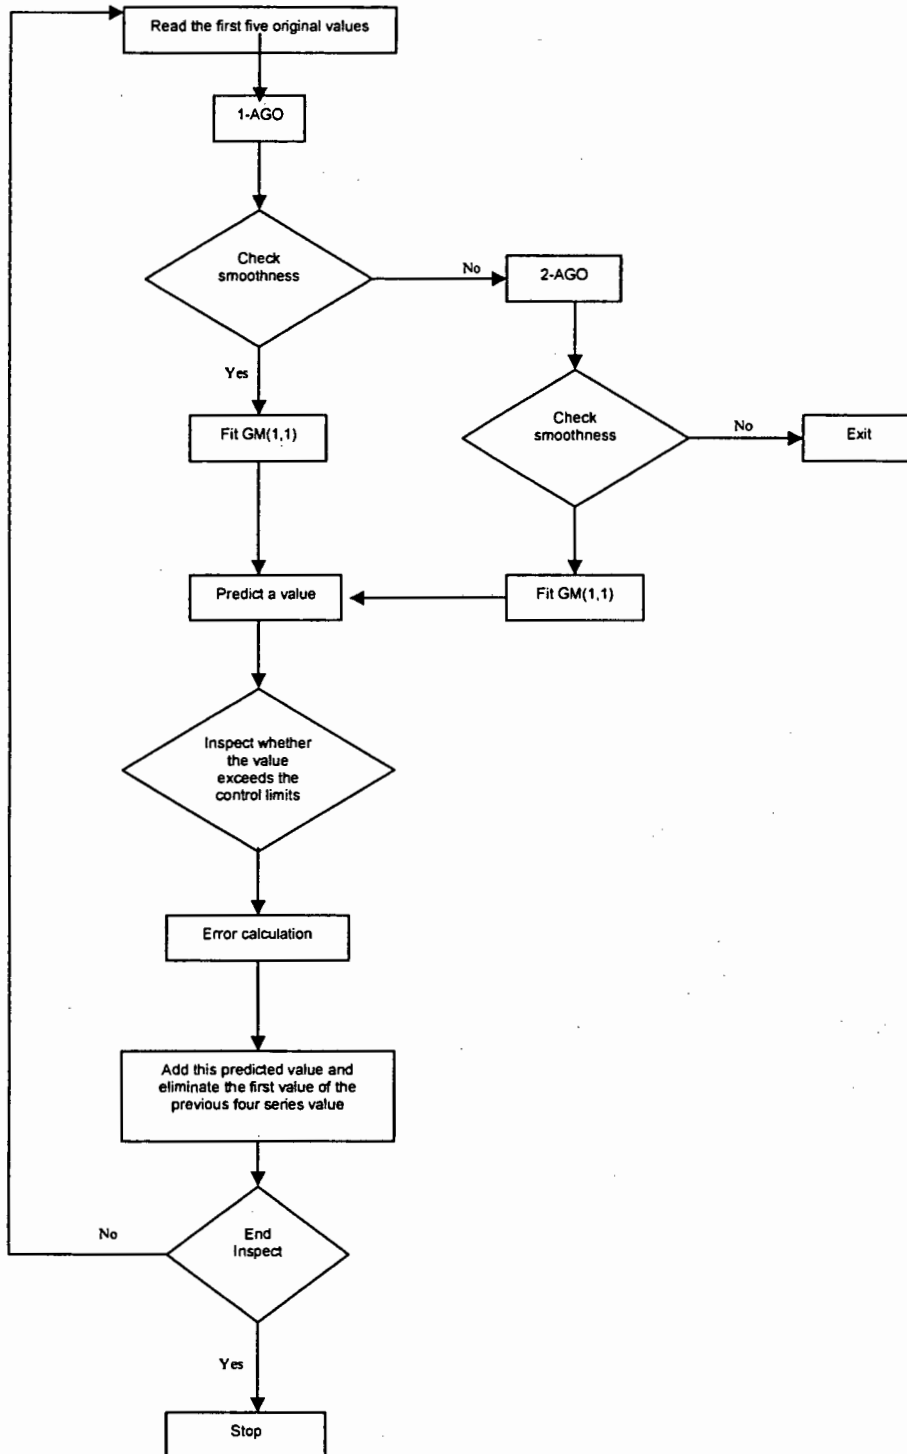 Read the first five original values
1-AGO
Check
smoothness
No
2-AGO
Yes
Check
smoothness
No
Exit
Fit GM(1,1)
Predict a value
Fit GM(1,1)
Inspect whether
the value
exceeds the
control limits
Error calculation
Add this predicted value and
eliminate the first value of the
previous four series value
No
End
Inspect
Yes
Stop